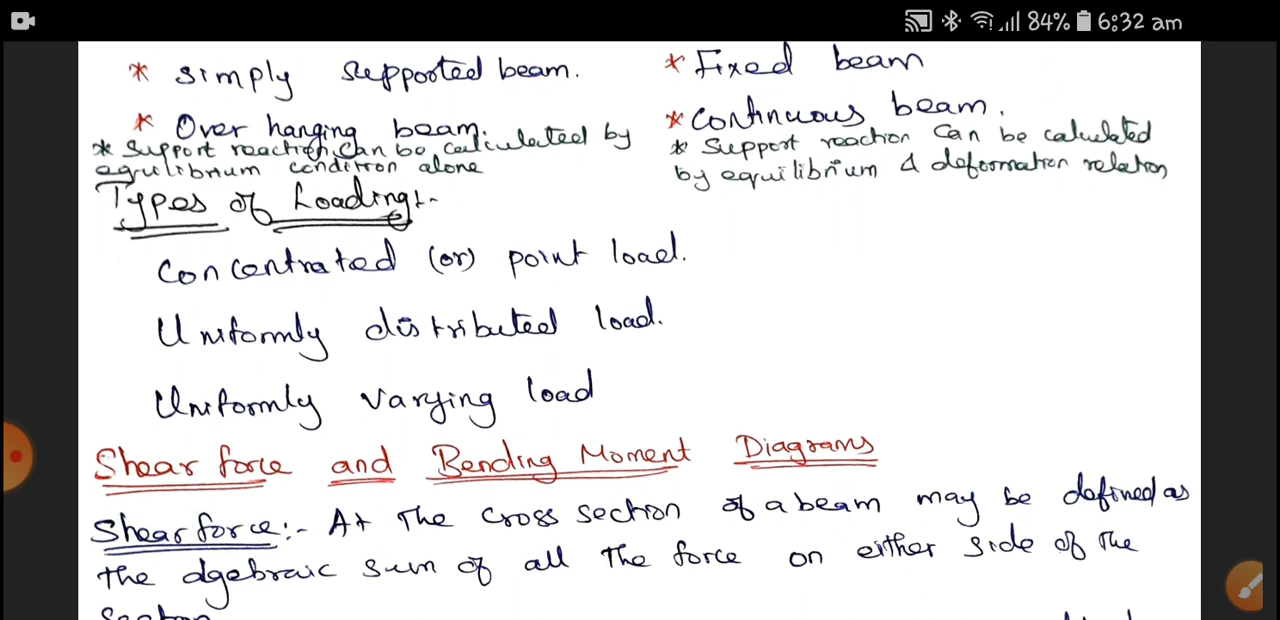 84% 6:32 am
* Simply supported beam.
* Over hanging beam.
* Support reaction can be calculated by
equilibrium condition alone
* Fixed beam
* Continuous beam.
* Support reaction can be calculated
by equilibrium & deformation relation
Types of Loading:-
Concentrated (or) point load.
Uniformly distributed load.
Uniformly varying load
Shear force and Bending Moment Diagrams
Shear force:- At the cross section of a beam may be defined as
the algebraic sum of all the force on either side of the